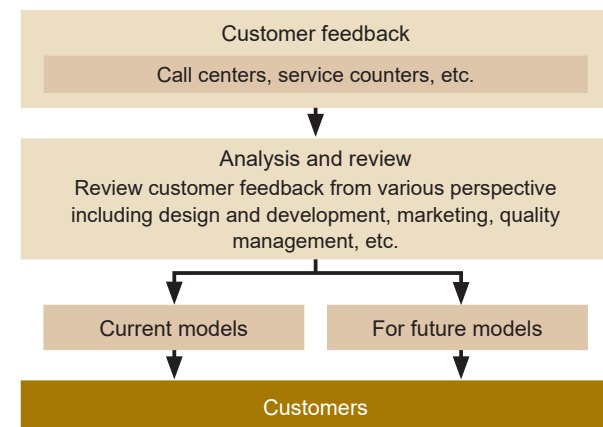 Customer feedback
Call centers, service counters, etc.
Analysis and review
Review customer feedback from various perspective
including design and development, marketing, quality
management, etc.
Current models
For future models
Customers